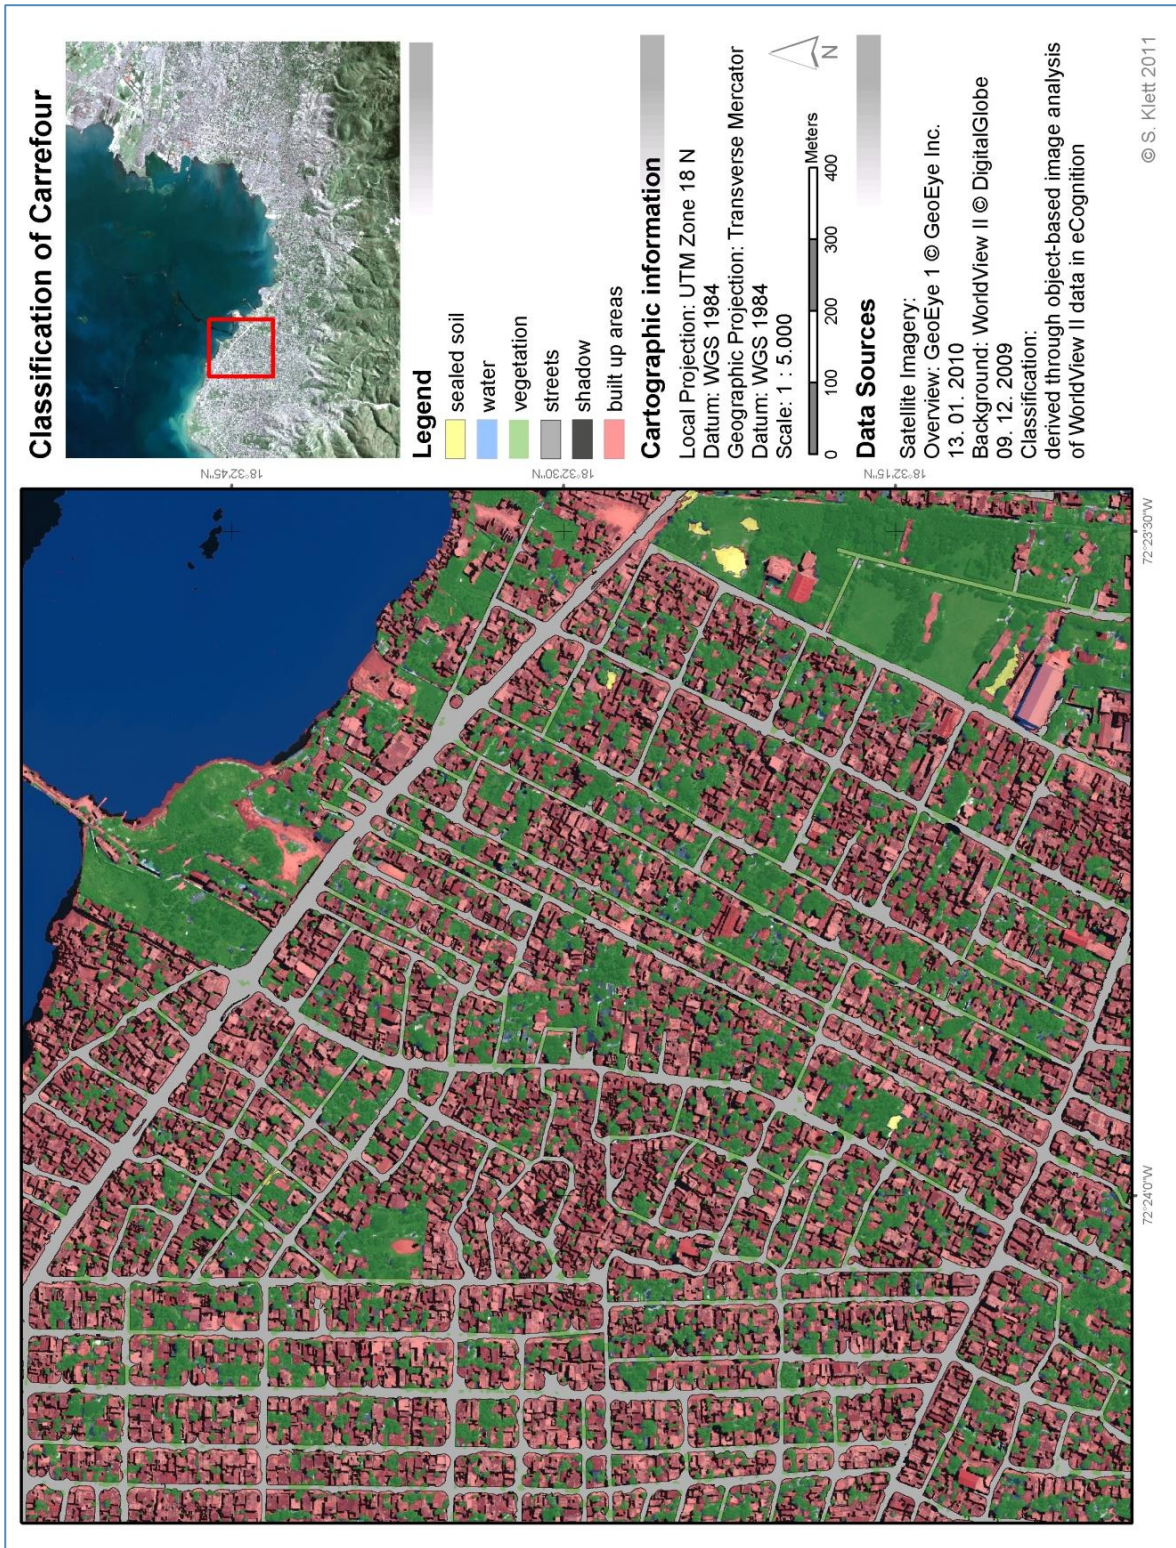 Classification of Carrefour
Legend
sealed soil
water
vegetation
streets
shadow
built up areas
Cartographic information
Local Projection: UTM Zone 18 N
Datum: WGS 1984
Geographic Projection: Transverse Mercator
Datum: WGS 1984
Scale: 1 : 5.000
0 100 200 300 400
Meters
N
Data Sources
Satellite Imagery:
Overview: GeoEye 1 © GeoEye Inc.
13. 01. 2010
Background: WorldView II © DigitalGlobe
09. 12. 2009
Classification:
derived through object-based image analysis
of WorldView II data in eCognition
18°32'45"N
18°32'30"N
18°32'15"N
72°24'0"W
72°23'30"W
© S. Klett 2011